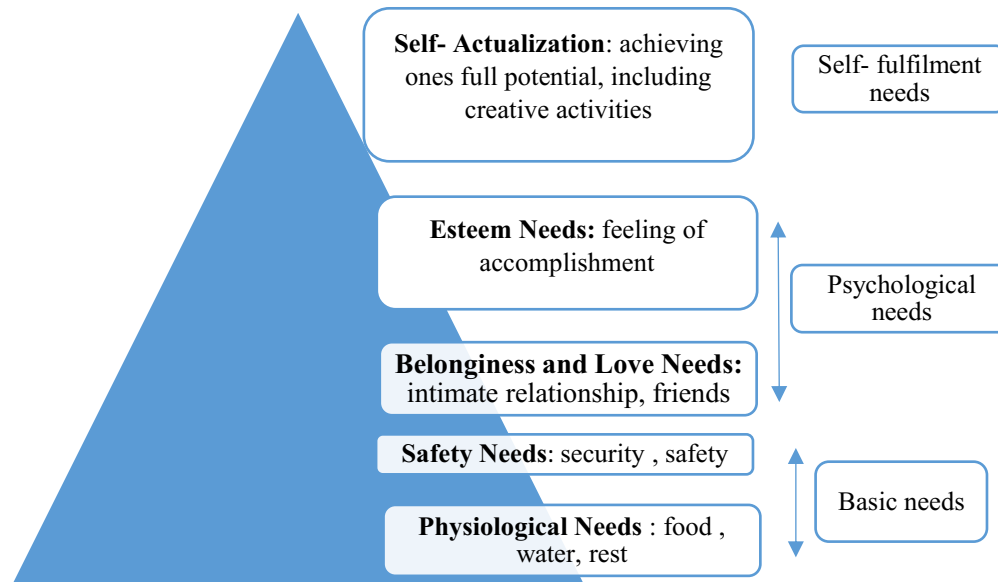 Self- Actualization: achieving
ones full potential, including
creative activities
Self- fulfilment
needs
Esteem Needs: feeling of
accomplishment
Psychological
needs
Belonginess and Love Needs:
intimate relationship, friends
Safety Needs: security , safety
Basic needs
Physiological Needs : food ,
water, rest